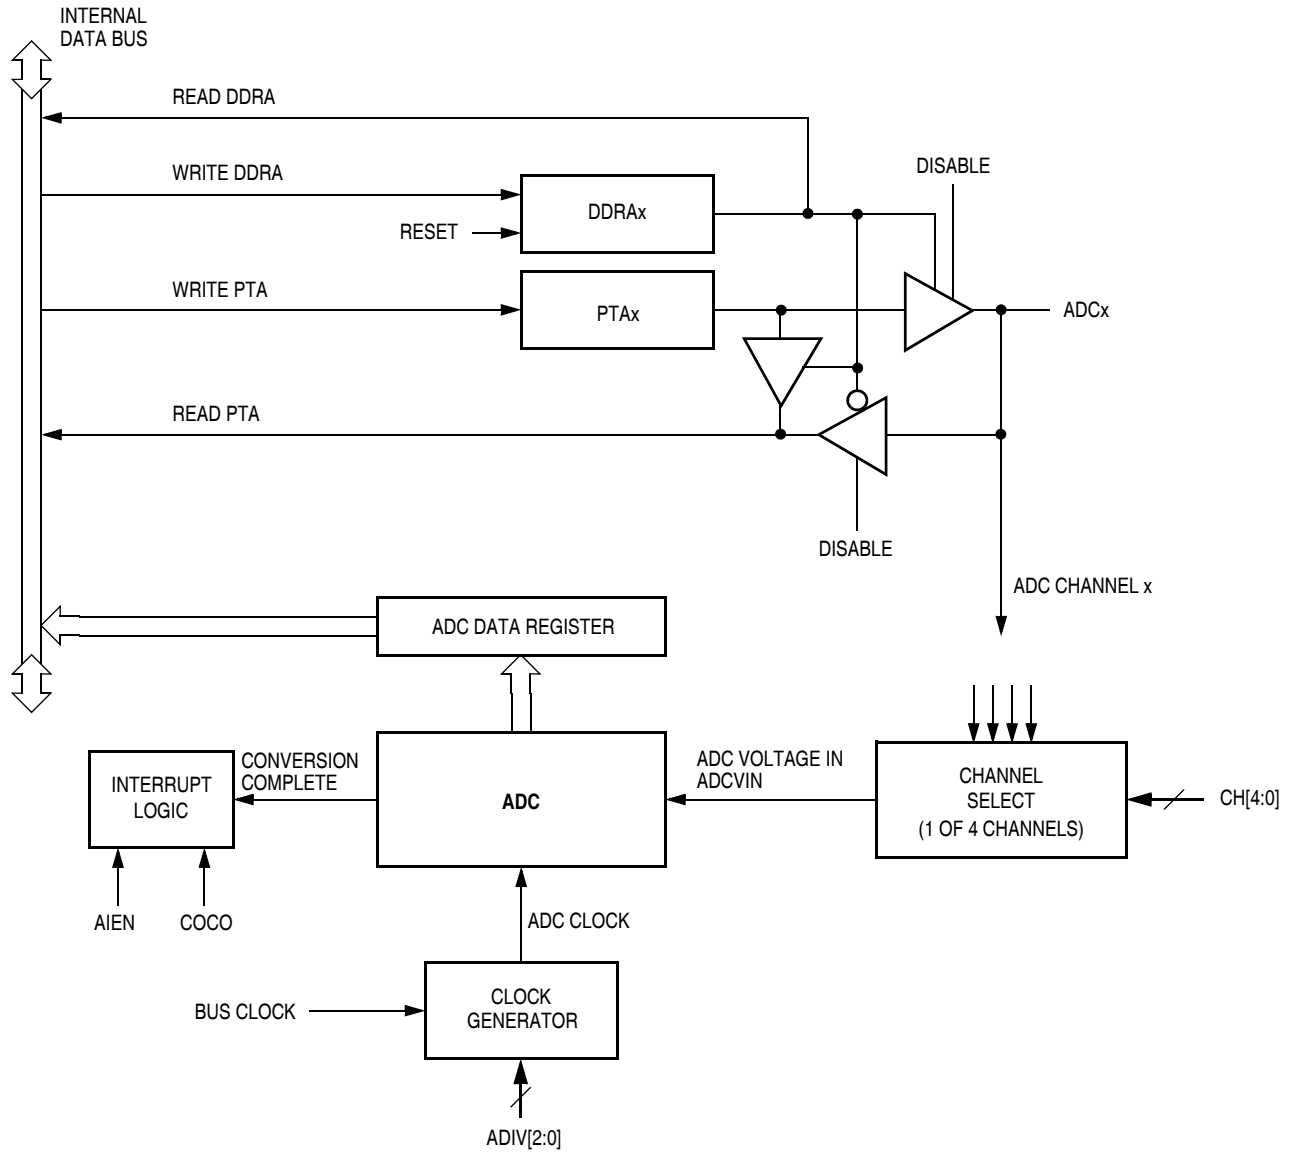 INTERNAL
DATA BUS
READ DDRA
WRITE DDRA
DISABLE
DDRAx
RESET
WRITE PTA
PTAx
ADCx
READ PTA
DISABLE
ADC CHANNEL x
ADC DATA REGISTER
INTERRUPT
LOGIC
CONVERSION
COMPLETE
ADC
ADC VOLTAGE IN
ADCVIN
CHANNEL
SELECT
(1 OF 4 CHANNELS)
CH[4:0]
AIEN
COCO
ADC CLOCK
BUS CLOCK
CLOCK
GENERATOR
ADIV[2:0]